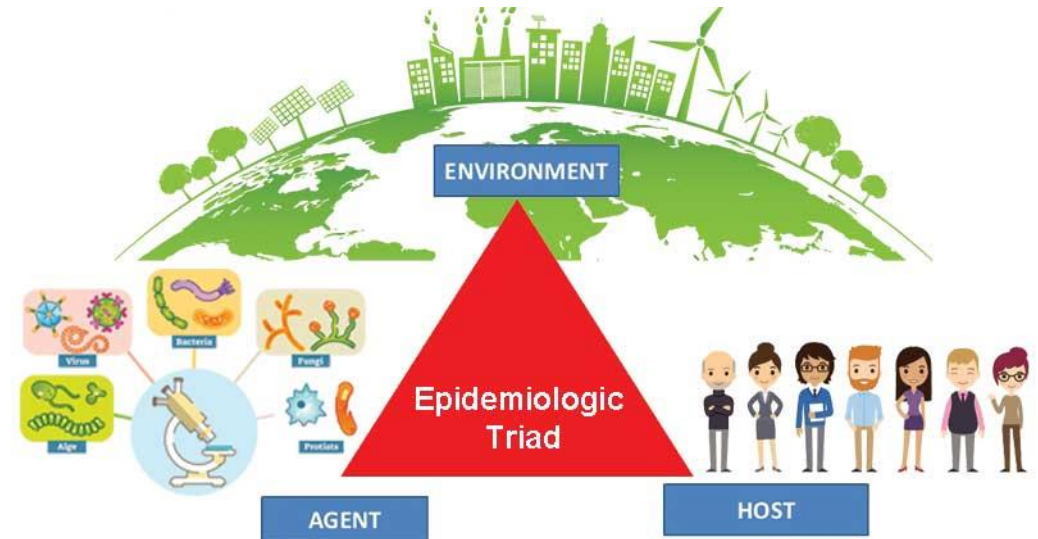 ENVIRONMENT
Virus
Bacteria
Fungi
Alge
Protists
Epidemiologic
Triad
AGENT
HOST